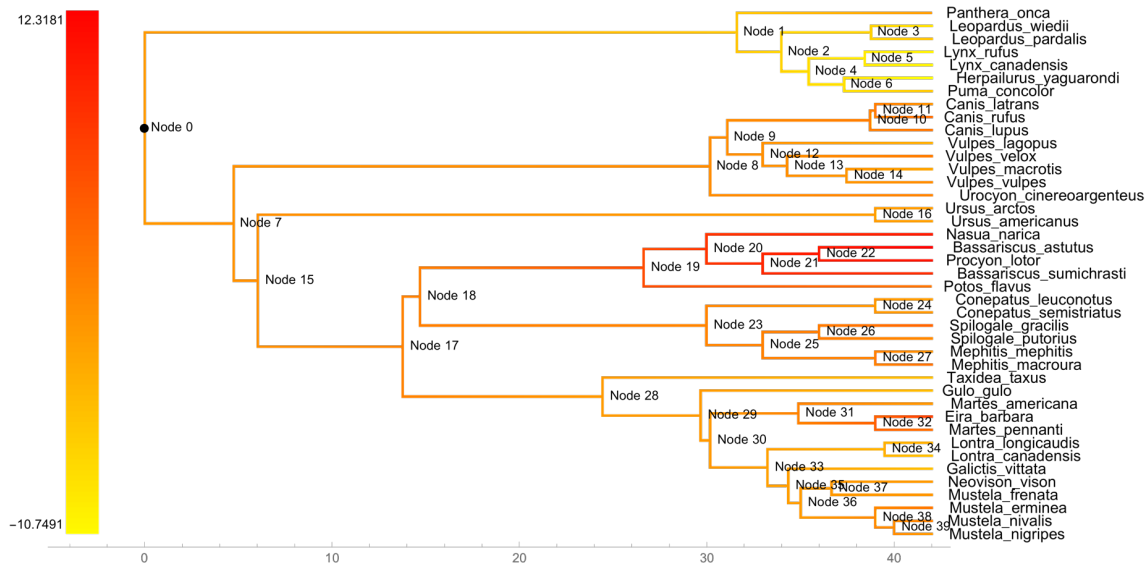 12.3181
−10.7491
Node 0
Node 1
Node 2
Node 3
Node 4
Node 5
Node 6
Node 7
Node 8
Node 9
Node 10
Node 11
Node 12
Node 13
Node 14
Node 15
Node 16
Node 17
Node 18
Node 19
Node 20
Node 21
Node 22
Node 23
Node 24
Node 25
Node 26
Node 27
Node 28
Node 29
Node 30
Node 31
Node 32
Node 33
Node 34
Node 35
Node 36
Node 37
Node 38
Node 39
Panthera_onca
Leopardus_wiedii
Leopardus_pardalis
Lynx_rufus
Lynx_canadensis
Herpailurus_yaguarondi
Puma_concolor
Canis_latrans
Canis_rufus
Canis_lupus
Vulpes_lagopus
Vulpes_velox
Vulpes_macrotis
Vulpes_vulpes
Urocyon_cinereoargenteus
Ursus_arctos
Ursus_americanus
Nasua_narica
Bassariscus_astutus
Procyon_lotor
Bassariscus_sumichrasti
Potos_flavus
Conepatus_leuconotus
Conepatus_semistriatus
Spilogale_gracilis
Spilogale_putorius
Mephitis_mephitis
Mephitis_macroura
Taxidea_taxus
Gulo_gulo
Martes_americana
Eira_barbara
Martes_pennanti
Lontra_longicaudis
Lontra_canadensis
Galictis_vittata
Neovison_vison
Mustela_frenata
Mustela_erminea
Mustela_nivalis
Mustela_nigripes
0 10 20 30 40